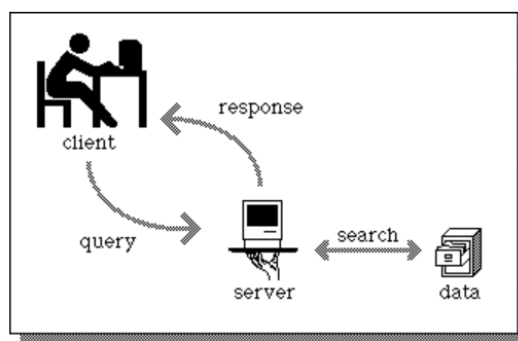 response
client
query
search
server
data